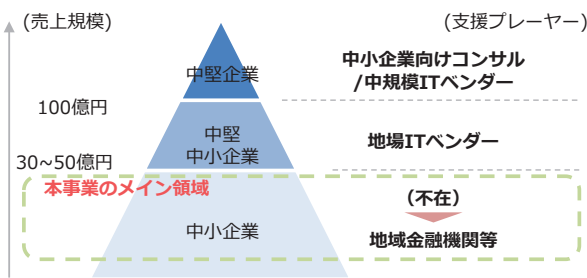 (売上規模)
(支援プレーヤー)
中堅企業
中小企業向けコンサル
/中規模ITベンダー
100億円
中堅
中小企業
地場ITベンダー
30~50億円
本事業のメイン領域
(不在)
中小企業
地域金融機関等